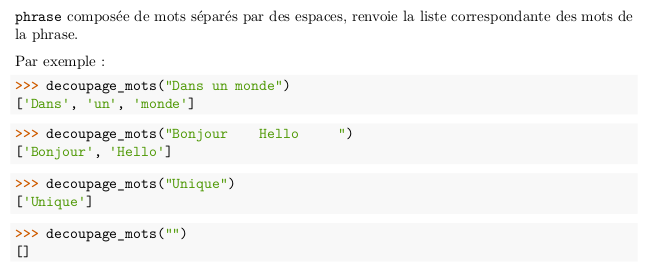 phrase composée de mots séparés par des espaces, renvoie la liste correspondante des mots de
la phrase.
Par exemple :
>>> decoupage_mots("Dans un monde")
['Dans', 'un', 'monde']
>>> decoupage_mots("Bonjour    Hello     ")
['Bonjour', 'Hello']
>>> decoupage_mots("Unique")
['Unique']
>>> decoupage_mots("")
[]